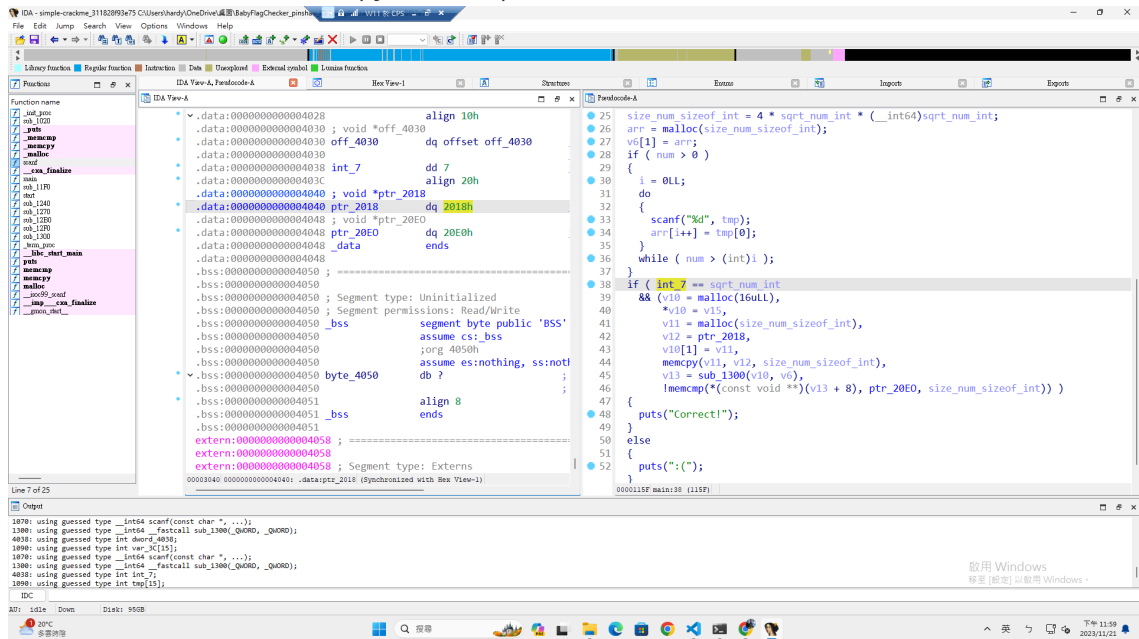 IDA - simple-crackme_311828f93e75 C:\Users\hardy\OneDrive\桌面\BabyFlagChecker_pinsha
File Edit Jump Search View Options Windows Help
Library function Regular function Instruction Data Unexplored External symbol Lumina function
Functions
IDA View-A, Pseudocode-A Hex View-1 Structures Enums Imports Exports
Function name
_init_proc
sub_1020
_puts
_memcmp
_memcpy
_malloc
scanf
__cxa_finalize
main
sub_11F0
start
sub_1240
sub_1270
sub_12B0
sub_12F0
sub_1300
_term_proc
__libc_start_main
puts
memcmp
memcpy
malloc
__isoc99_scanf
__imp___cxa_finalize
__gmon_start__
Line 7 of 25
IDA View-A
.data:0000000000004028 align 10h
.data:0000000000004030 ; void *off_4030
.data:0000000000004030 off_4030 dq offset off_4030
.data:0000000000004030
.data:0000000000004038 int_7 dd 7
.data:000000000000403C align 20h
.data:0000000000004040 ; void *ptr_2018
.data:0000000000004040 ptr_2018 dq 2018h
.data:0000000000004048 ; void *ptr_20E0
.data:0000000000004048 ptr_20E0 dq 20E0h
.data:0000000000004048 _data ends
.data:0000000000004048
.bss:0000000000004050 ; ======================================
.bss:0000000000004050
.bss:0000000000004050 ; Segment type: Uninitialized
.bss:0000000000004050 ; Segment permissions: Read/Write
.bss:0000000000004050 _bss segment byte public 'BSS'
.bss:0000000000004050 assume cs:_bss
.bss:0000000000004050 ;org 4050h
.bss:0000000000004050 assume es:nothing, ss:noth
.bss:0000000000004050 byte_4050 db ? ;
.bss:0000000000004050 ;
.bss:0000000000004051 align 8
.bss:0000000000004051 _bss ends
.bss:0000000000004051
extern:0000000000004058 ; ======================================
extern:0000000000004058
extern:0000000000004058 ; Segment type: Externs
00003040 0000000000004040: .data:ptr_2018 (Synchronized with Hex View-1)
Pseudocode-A
25 size_num_sizeof_int = 4 * sqrt_num_int * (__int64)sqrt_num_int;
26 arr = malloc(size_num_sizeof_int);
27 v6[1] = arr;
28 if ( num > 0 )
29 {
30 i = 0LL;
31 do
32 {
33 scanf("%d", tmp);
34 arr[i++] = tmp[0];
35 }
36 while ( num > (int)i );
37 }
38 if ( int_7 == sqrt_num_int
39 && (v10 = malloc(16uLL),
40 *v10 = v15,
41 v11 = malloc(size_num_sizeof_int),
42 v12 = ptr_2018,
43 v10[1] = v11,
44 memcpy(v11, v12, size_num_sizeof_int),
45 v13 = sub_1300(v10, v6),
46 !memcmp(*(const void **)(v13 + 8), ptr_20E0, size_num_sizeof_int)) )
47 {
48 puts("Correct!");
49 }
50 else
51 {
52 puts(":(");
}
0000115F main:38 (115F)
Output
1070: using guessed type __int64 scanf(const char *, ...);
1300: using guessed type __int64 __fastcall sub_1300(_QWORD, _QWORD);
4038: using guessed type int dword_4038;
1090: using guessed type int var_3C[15];
1070: using guessed type __int64 scanf(const char *, ...);
1300: using guessed type __int64 __fastcall sub_1300(_QWORD, _QWORD);
4038: using guessed type int int_7;
1090: using guessed type int tmp[15];
IDC
AU: idle Down Disk: 95GB
啟用 Windows
移至 [設定] 以啟用 Windows。
20°C
多雲時陰
搜尋
英
下午 11:59
2023/11/21